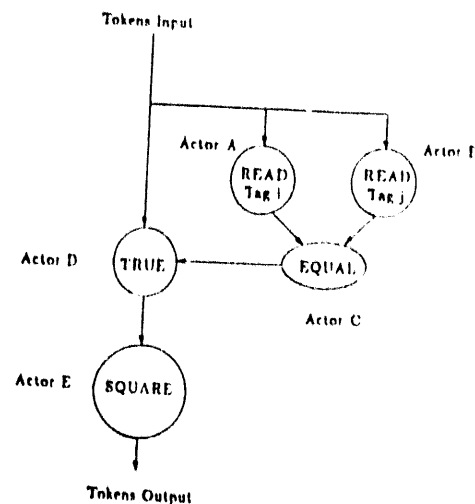 Tokens Input
Actor A
Actor
READ
Tag i
READ
Tag j
Actor D
TRUE
EQUAL
Actor C
Actor E
SQUARE
Tokens Output